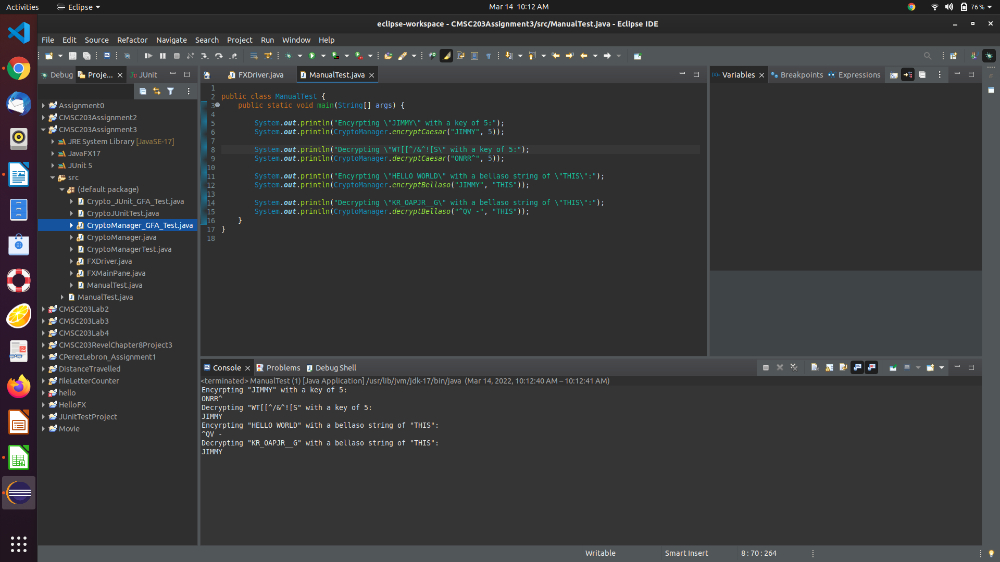 Activities
Eclipse
Mar 14 10:12 AM
76 %
eclipse-workspace - CMSC203Assignment3/src/ManualTest.java - Eclipse IDE
File Edit Source Refactor Navigate Search Project Run Window Help
Debug
Proje...
JUnit
FXDriver.java
ManualTest.java
Variables
Breakpoints
Expressions
Assignment0
CMSC203Assignment2
CMSC203Assignment3
JRE System Library [JavaSE-17]
JavaFX17
JUnit 5
src
(default package)
Crypto_JUnit_GFA_Test.java
CryptoJUnitTest.java
CryptoManager_GFA_Test.java
CryptoManager.java
CryptoManagerTest.java
FXDriver.java
FXMainPane.java
ManualTest.java
ManualTest.java
CMSC203Lab2
CMSC203Lab3
CMSC203Lab4
CMSC203RevelChapter8Project3
CPerezLebron_Assignment1
DistanceTravelled
fileLetterCounter
hello
HelloFX
JUnitTestProject
Movie
1
2 public class ManualTest {
3 public static void main(String[] args) {
4
5 System.out.println("Encyrpting \"JIMMY\" with a key of 5:");
6 System.out.println(CryptoManager.encryptCaesar("JIMMY", 5));
7
8 System.out.println("Decrypting \"WT[[^/&^![S\" with a key of 5:");
9 System.out.println(CryptoManager.decryptCaesar("ONRR^", 5));
10
11 System.out.println("Encyrpting \"HELLO WORLD\" with a bellaso string of \"THIS\":");
12 System.out.println(CryptoManager.encryptBellaso("JIMMY", "THIS"));
13
14 System.out.println("Decrypting \"KR_OAPJR__G\" with a bellaso string of \"THIS\":");
15 System.out.println(CryptoManager.decryptBellaso("^QV -", "THIS"));
16 }
17 }
18
Console
Problems
Debug Shell
<terminated> ManualTest (1) [Java Application] /usr/lib/jvm/jdk-17/bin/java (Mar 14, 2022, 10:12:40 AM – 10:12:41 AM)
Encyrpting "JIMMY" with a key of 5:
ONRR^
Decrypting "WT[[^/&^![S" with a key of 5:
JIMMY
Encyrpting "HELLO WORLD" with a bellaso string of "THIS":
^QV -
Decrypting "KR_OAPJR__G" with a bellaso string of "THIS":
JIMMY
Writable
Smart Insert
8 : 70 : 264